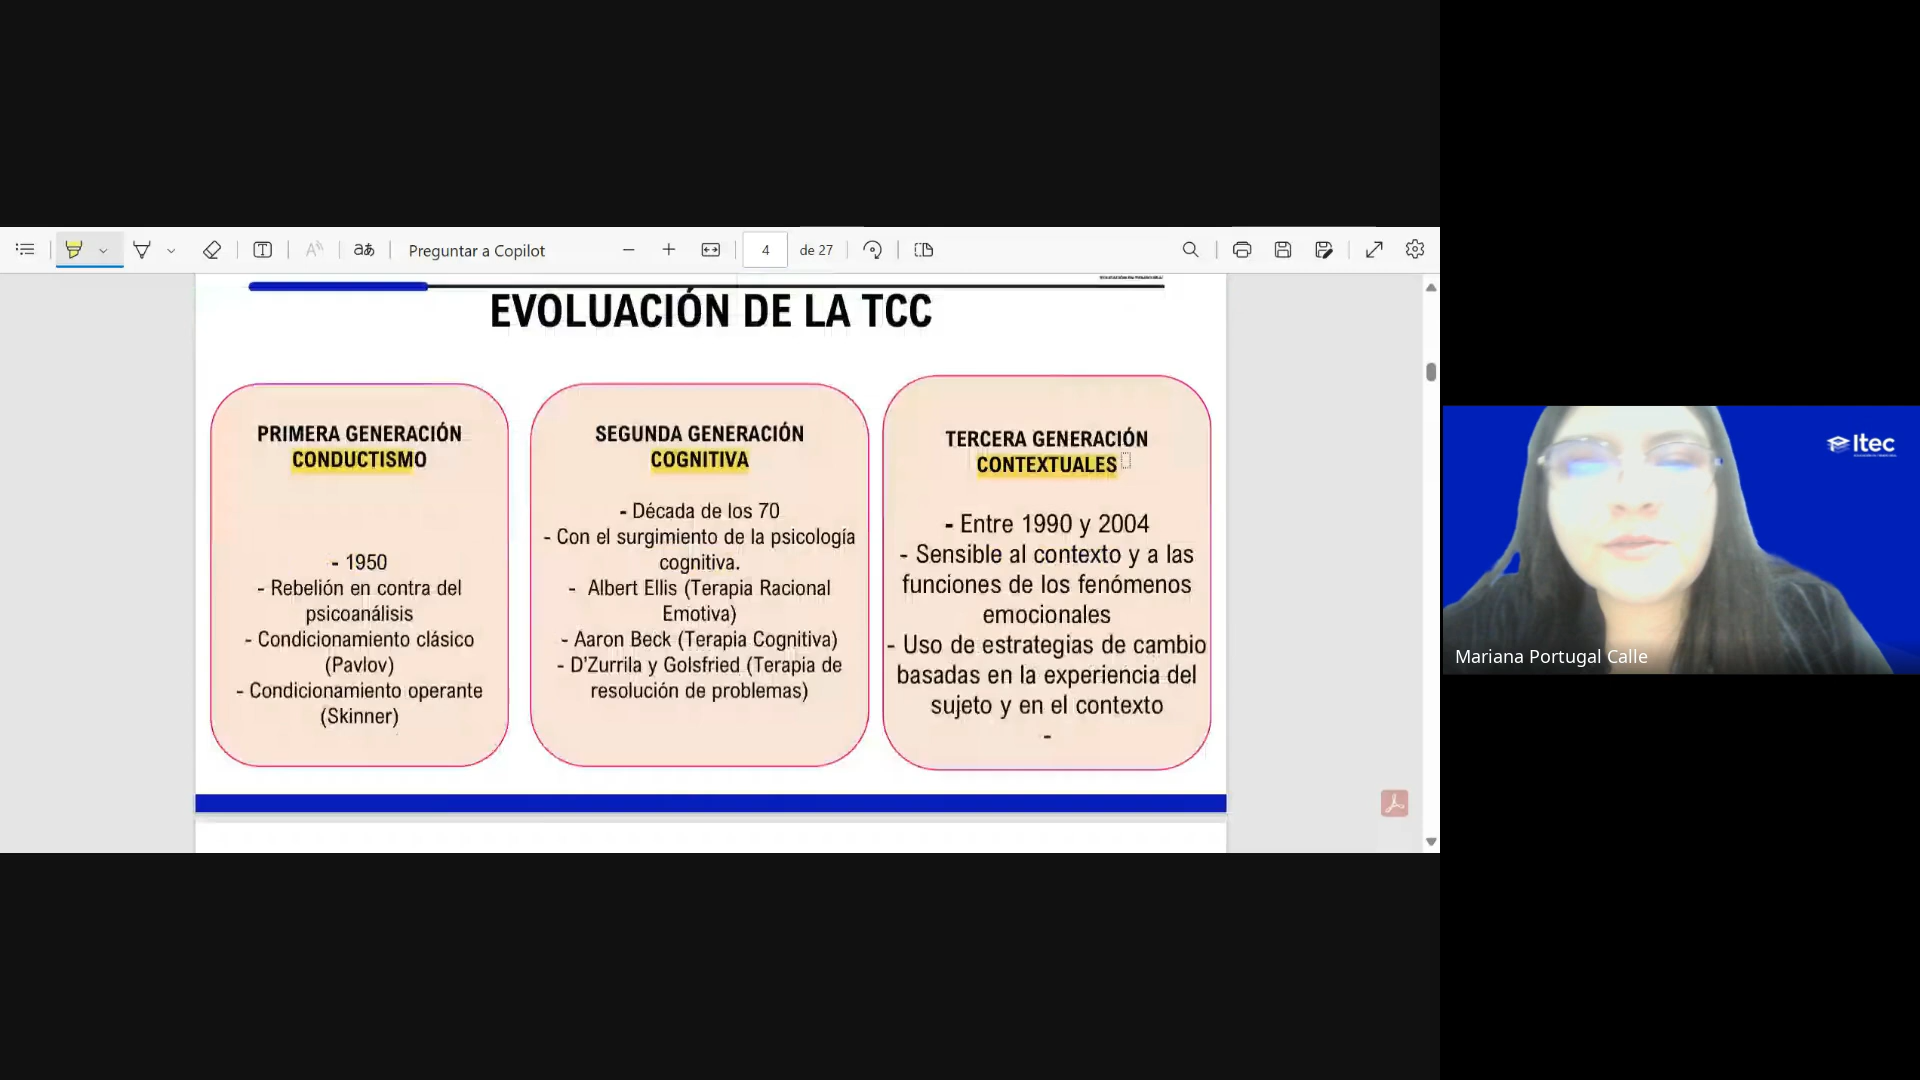 Preguntar a Copilot
4 de 27
EVOLUACIÓN DE LA TCC
PRIMERA GENERACIÓN
CONDUCTISMO
- 1950
- Rebelión en contra del
psicoanálisis
- Condicionamiento clásico
(Pavlov)
- Condicionamiento operante
(Skinner)
SEGUNDA GENERACIÓN
COGNITIVA
- Década de los 70
- Con el surgimiento de la psicología
cognitiva.
- Albert Ellis (Terapia Racional
Emotiva)
- Aaron Beck (Terapia Cognitiva)
- D'Zurrila y Golsfried (Terapia de
resolución de problemas)
TERCERA GENERACIÓN
CONTEXTUALES
- Entre 1990 y 2004
- Sensible al contexto y a las
funciones de los fenómenos
emocionales
- Uso de estrategias de cambio
basadas en la experiencia del
sujeto y en el contexto
-
Itec
Mariana Portugal Calle